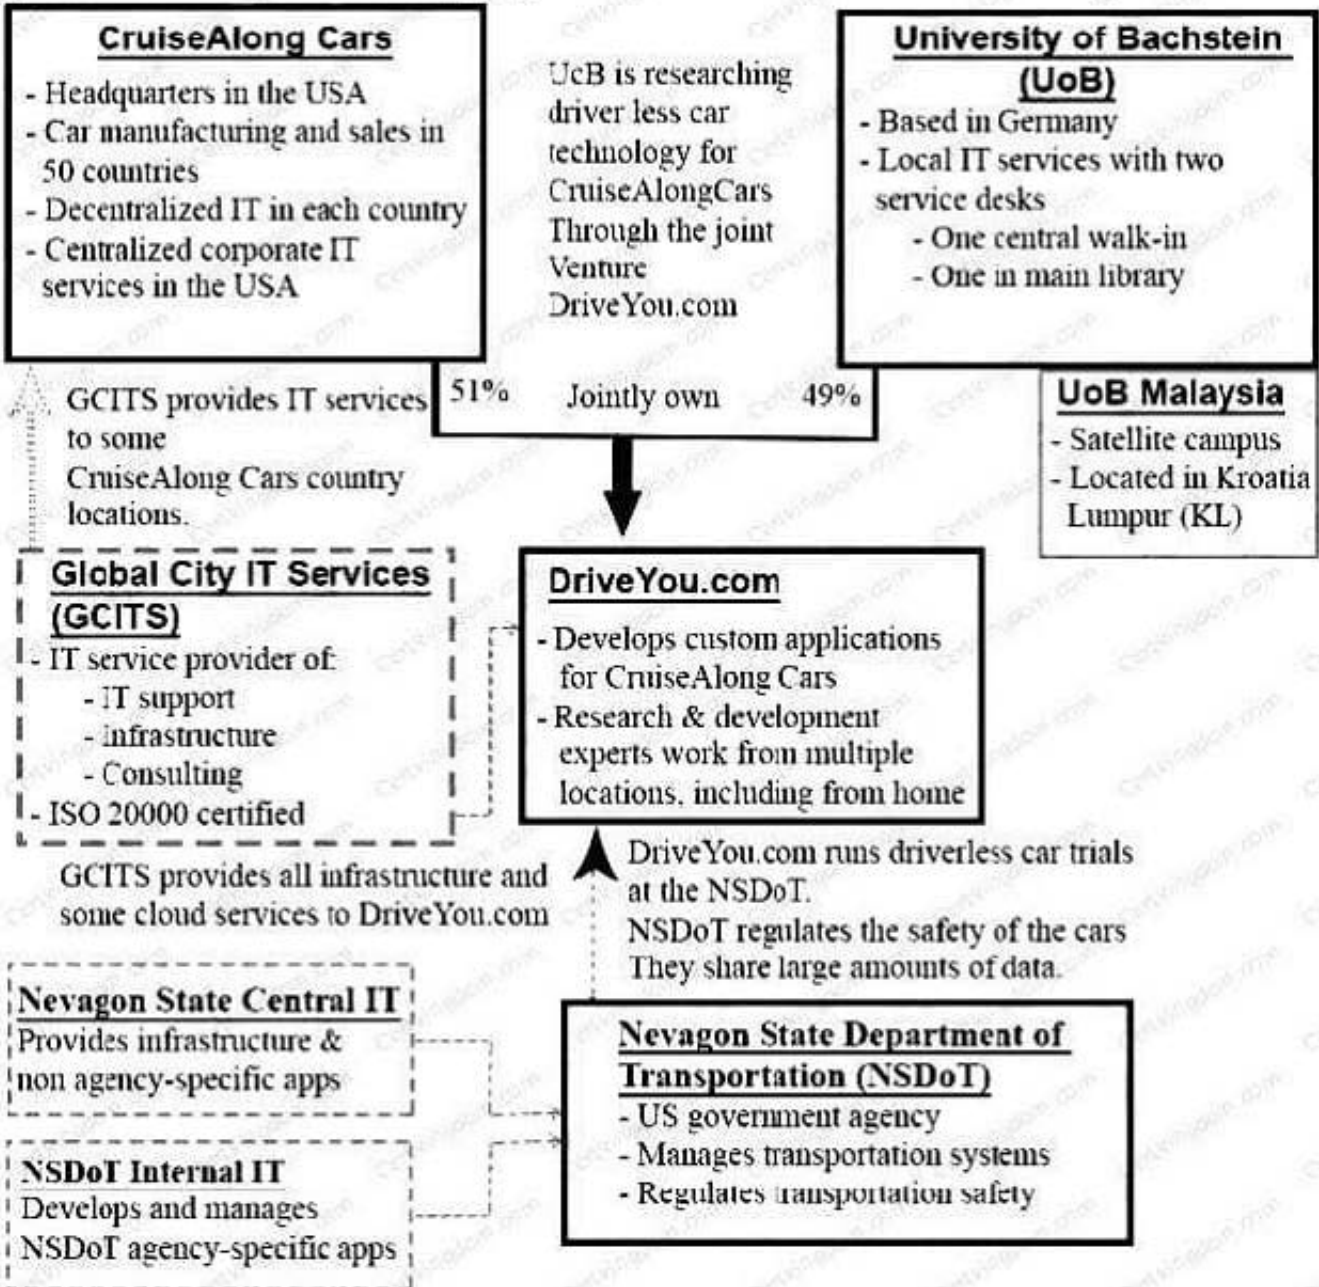 CruiseAlong Cars
- Headquarters in the USA
- Car manufacturing and sales in
50 countries
- Decentralized IT in each country
- Centralized corporate IT
services in the USA
UcB is researching
driver less car
technology for
CruiseAlongCars
Through the joint
Venture
DriveYou.com
University of Bachstein
(UoB)
- Based in Germany
- Local IT services with two
service desks
- One central walk-in
- One in main library
51% Jointly own 49%
UoB Malaysia
- Satellite campus
- Located in Kroatia
Lumpur (KL)
GCITS provides IT services
to some
CruiseAlong Cars country
locations.
Global City IT Services
(GCITS)
- IT service provider of:
- IT support
- Infrastructure
- Consulting
- ISO 20000 certified
DriveYou.com
- Develops custom applications
for CruiseAlong Cars
- Research & development
experts work from multiple
locations, including from home
GCITS provides all infrastructure and
some cloud services to DriveYou.com
DriveYou.com runs driverless car trials
at the NSDoT.
NSDoT regulates the safety of the cars
They share large amounts of data.
Nevagon State Central IT
Provides infrastructure &
non agency-specific apps
NSDoT Internal IT
Develops and manages
NSDoT agency-specific apps
Nevagon State Department of
Transportation (NSDoT)
- US government agency
- Manages transportation systems
- Regulates transportation safety